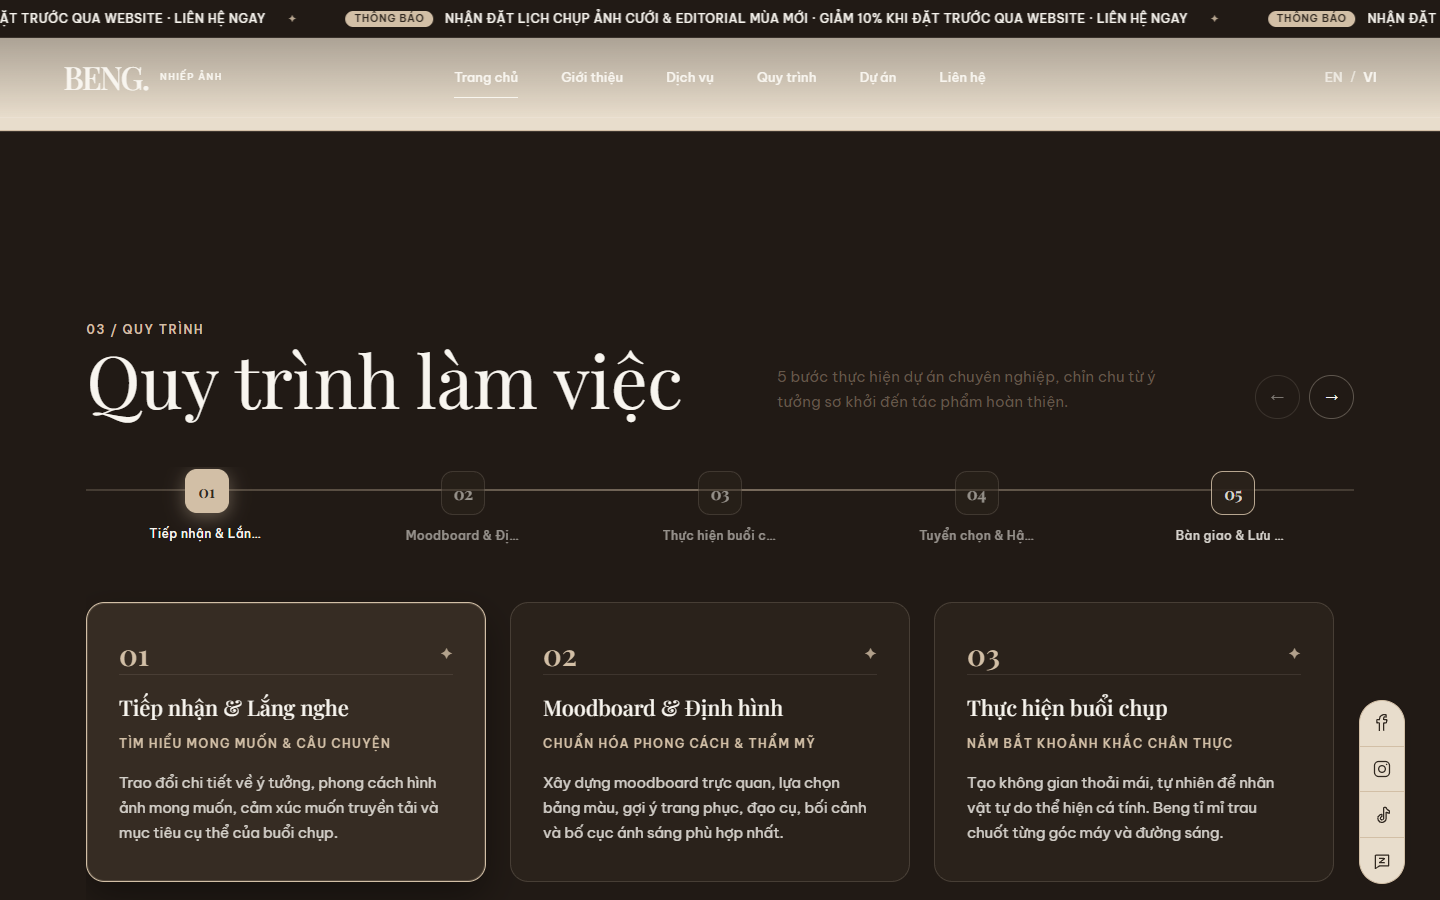 ẶT TRƯỚC QUA WEBSITE · LIÊN HỆ NGAY ✦ THÔNG BÁO NHẬN ĐẶT LỊCH CHỤP ẢNH CƯỚI & EDITORIAL MÙA MỚI · GIẢM 10% KHI ĐẶT TRƯỚC QUA WEBSITE · LIÊN HỆ NGAY ✦ THÔNG BÁO NHẬN ĐẶT
BENG. NHIẾP ẢNH
Trang chủ Giới thiệu Dịch vụ Quy trình Dự án Liên hệ
EN / VI
03 / QUY TRÌNH
Quy trình làm việc
5 bước thực hiện dự án chuyên nghiệp, chỉn chu từ ý
tưởng sơ khởi đến tác phẩm hoàn thiện.
← →
01 02 03 04 05
Tiếp nhận & Lắn... Moodboard & Đị... Thực hiện buổi c... Tuyển chọn & Hậ... Bàn giao & Lưu ...
01 ✦
Tiếp nhận & Lắng nghe
TÌM HIỂU MONG MUỐN & CÂU CHUYỆN
Trao đổi chi tiết về ý tưởng, phong cách hình
ảnh mong muốn, cảm xúc muốn truyền tải và
mục tiêu cụ thể của buổi chụp.
02 ✦
Moodboard & Định hình
CHUẨN HÓA PHONG CÁCH & THẨM MỸ
Xây dựng moodboard trực quan, lựa chọn
bảng màu, gợi ý trang phục, đạo cụ, bối cảnh
và bố cục ánh sáng phù hợp nhất.
03 ✦
Thực hiện buổi chụp
NẮM BẮT KHOẢNH KHẮC CHÂN THỰC
Tạo không gian thoải mái, tự nhiên để nhân
vật tự do thể hiện cá tính. Beng tỉ mỉ trau
chuốt từng góc máy và đường sáng.